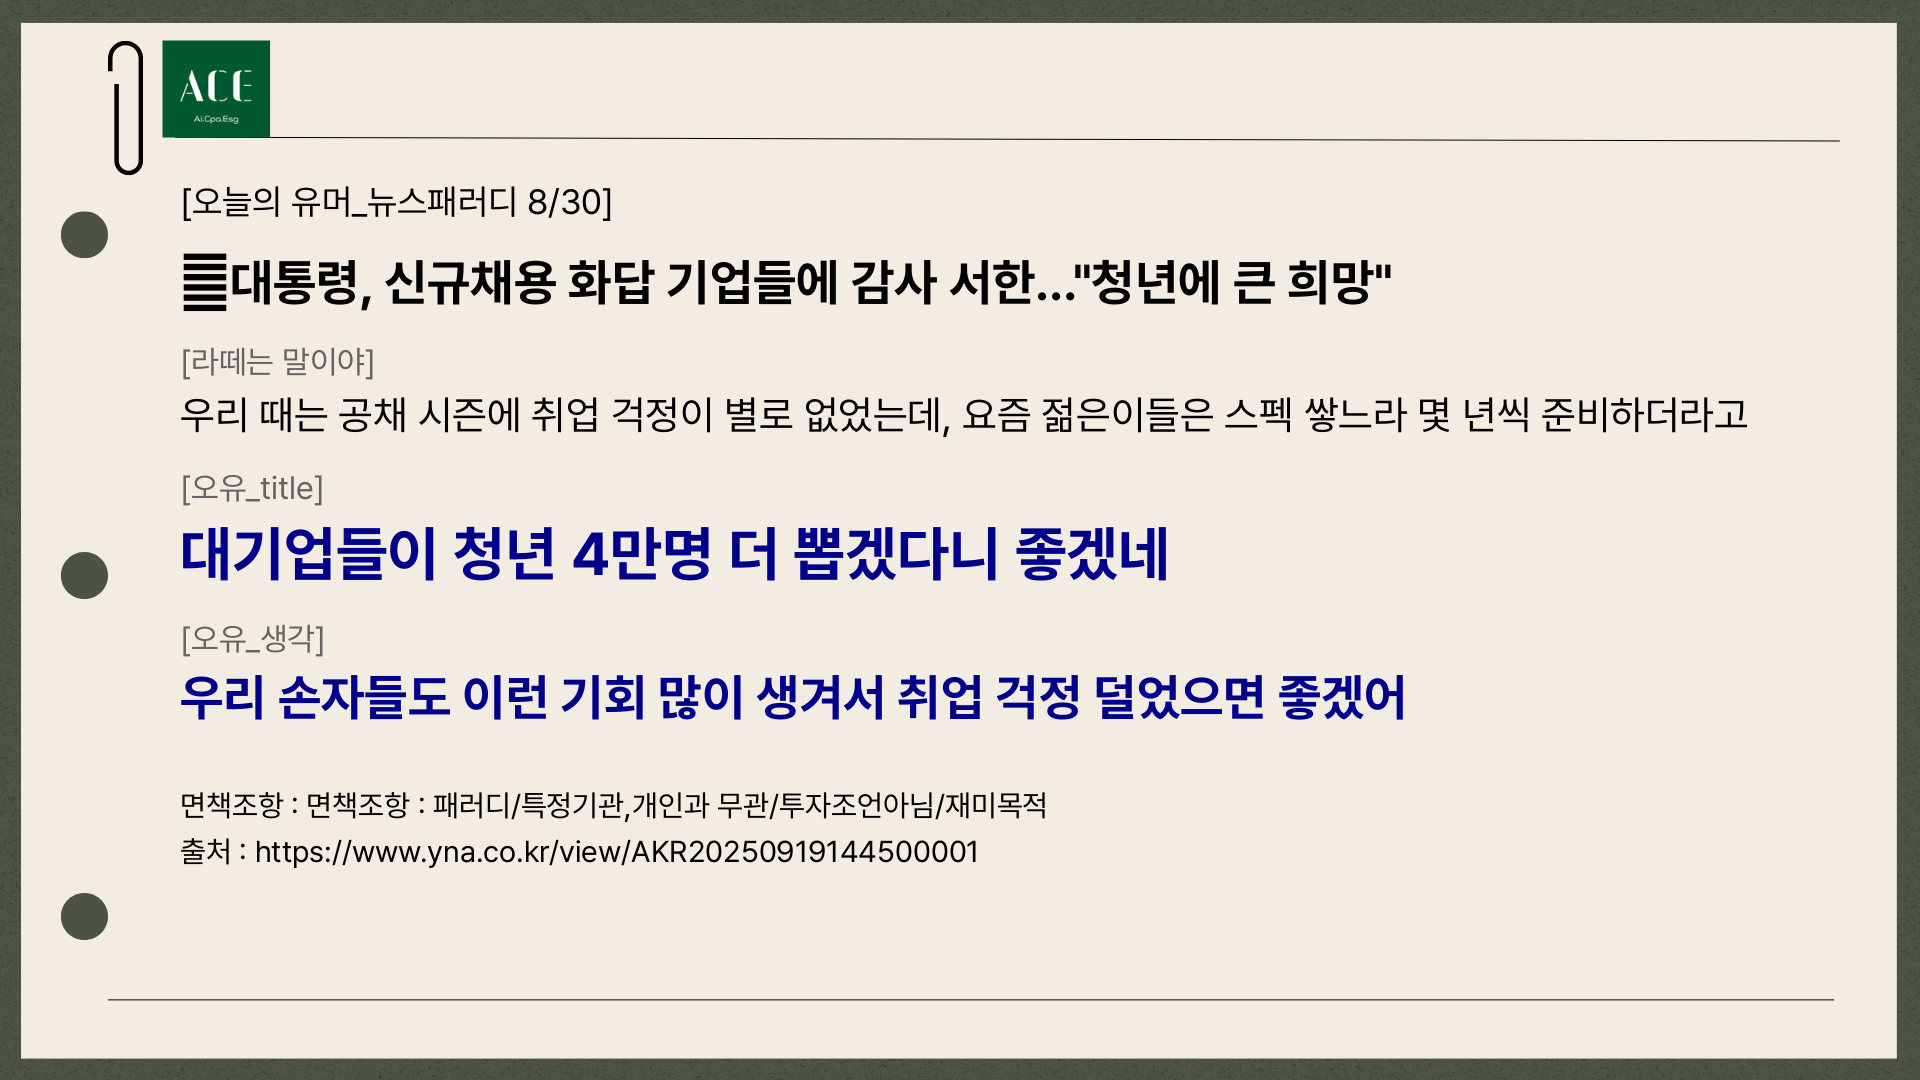 ACE
Ai.Cpa.Esg
[오늘의 유머_뉴스패러디 8/30]
대통령, 신규채용 화답 기업들에 감사 서한..."청년에 큰 희망"
[라떼는 말이야]
우리 때는 공채 시즌에 취업 걱정이 별로 없었는데, 요즘 젊은이들은 스펙 쌓느라 몇 년씩 준비하더라고
[오유_title]
대기업들이 청년 4만명 더 뽑겠다니 좋겠네
[오유_생각]
우리 손자들도 이런 기회 많이 생겨서 취업 걱정 덜었으면 좋겠어
면책조항 : 면책조항 : 패러디/특정기관,개인과 무관/투자조언아님/재미목적
출처 : https://www.yna.co.kr/view/AKR20250919144500001